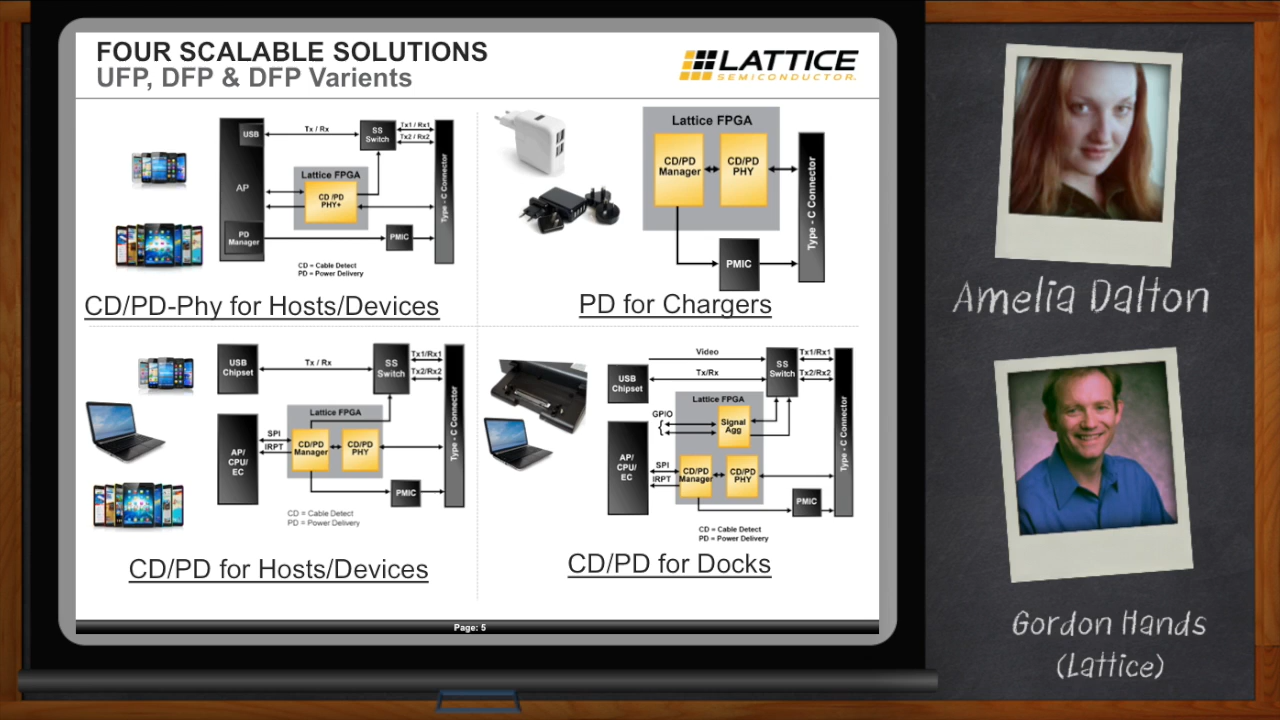 FOUR SCALABLE SOLUTIONS
UFP, DFP & DFP Varients
LATTICE
SEMICONDUCTOR.
USB
Tx / Rx
SS
Switch
Tx1 / Rx1
Tx2 / Rx2
AP
Lattice FPGA
CD /PD
PHY+
PD
Manager
PMIC
Type - C Connector
CD = Cable Detect
PD = Power Delivery
CD/PD-Phy for Hosts/Devices
Lattice FPGA
CD/PD
Manager
CD/PD
PHY
PMIC
Type - C Connector
PD for Chargers
USB
Chipset
Tx / Rx
SS
Switch
Tx1/Rx1
Tx2/Rx2
Lattice FPGA
AP/
CPU/
EC
SPI
IRPT
CD/PD
Manager
CD/PD
PHY
PMIC
Type - C Connector
CD = Cable Detect
PD = Power Delivery
CD/PD for Hosts/Devices
Video
USB
Chipset
Tx/Rx
SS
Switch
Tx1/Rx1
Tx2/Rx2
Lattice FPGA
GPIO
{
Signal
Agg
AP/
CPU/
EC
SPI
IRPT
CD/PD
Manager
CD/PD
PHY
PMIC
Type - C Connector
CD = Cable Detect
PD = Power Delivery
CD/PD for Docks
Page: 5
Amelia Dalton
Gordon Hands
(Lattice)